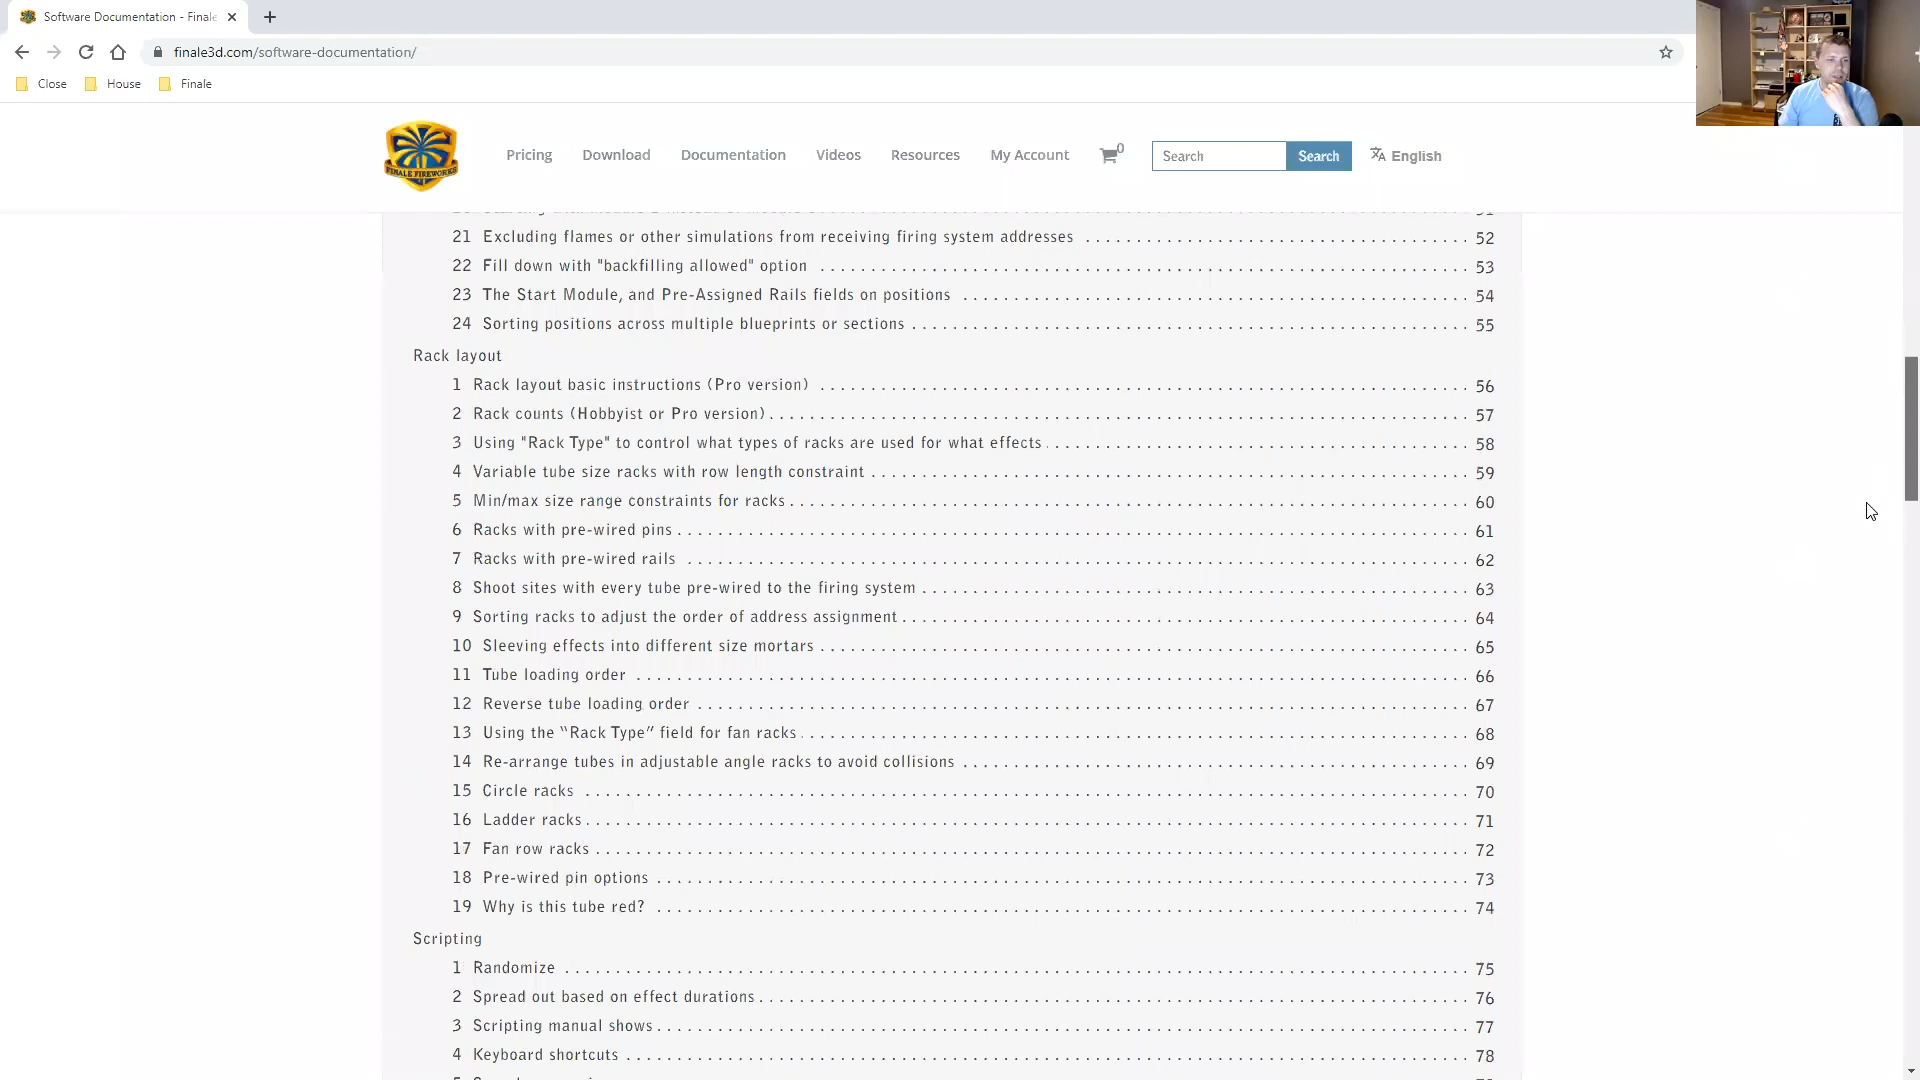 Software Documentation - Finale
finale3d.com/software-documentation/
Close House Finale
FINALE FIREWORKS
Pricing Download Documentation Videos Resources My Account 0 Search Search English
21 Excluding flames or other simulations from receiving firing system addresses 52
22 Fill down with "backfilling allowed" option 53
23 The Start Module, and Pre-Assigned Rails fields on positions 54
24 Sorting positions across multiple blueprints or sections 55
Rack layout
1 Rack layout basic instructions (Pro version) 56
2 Rack counts (Hobbyist or Pro version) 57
3 Using "Rack Type" to control what types of racks are used for what effects 58
4 Variable tube size racks with row length constraint 59
5 Min/max size range constraints for racks 60
6 Racks with pre-wired pins 61
7 Racks with pre-wired rails 62
8 Shoot sites with every tube pre-wired to the firing system 63
9 Sorting racks to adjust the order of address assignment 64
10 Sleeving effects into different size mortars 65
11 Tube loading order 66
12 Reverse tube loading order 67
13 Using the “Rack Type” field for fan racks 68
14 Re-arrange tubes in adjustable angle racks to avoid collisions 69
15 Circle racks 70
16 Ladder racks 71
17 Fan row racks 72
18 Pre-wired pin options 73
19 Why is this tube red? 74
Scripting
1 Randomize 75
2 Spread out based on effect durations 76
3 Scripting manual shows 77
4 Keyboard shortcuts 78